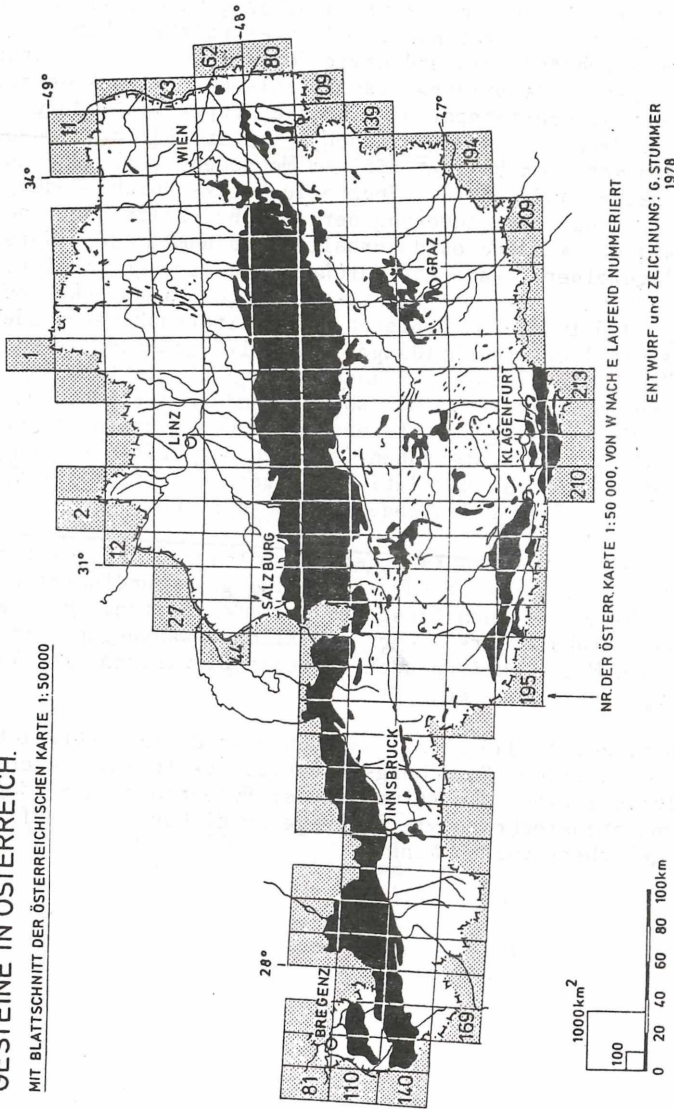 GESTEINE IN ÖSTERREICH.
MIT BLATTSCHNITT DER ÖSTERREICHISCHEN KARTE 1:50 000
1
2
11
12
27
43
44
62
80
81
109
110
139
140
169
194
195
209
210
213
28°
31°
34°
-49°
-48°
-47°
BREGENZ
INNSBRUCK
SALZBURG
LINZ
WIEN
GRAZ
KLAGENFURT
1000km²
100
0 20 40 60 80 100km
NR. DER ÖSTERR. KARTE 1:50 000, VON W NACH E LAUFEND NUMMERIERT
ENTWURF und ZEICHNUNG: G. STUMMER
1978